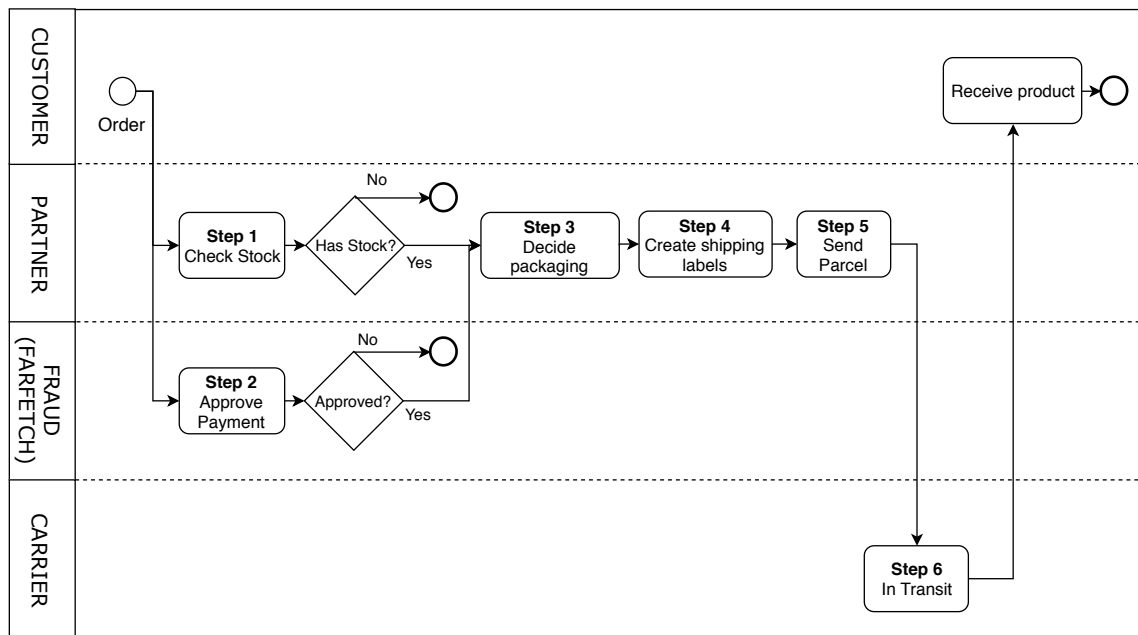 CUSTOMER
Order
Receive product
PARTNER
Step 1
Check Stock
Has Stock?
No
Yes
Step 3
Decide
packaging
Step 4
Create shipping
labels
Step 5
Send
Parcel
FRAUD
(FARFETCH)
Step 2
Approve
Payment
Approved?
No
Yes
CARRIER
Step 6
In Transit